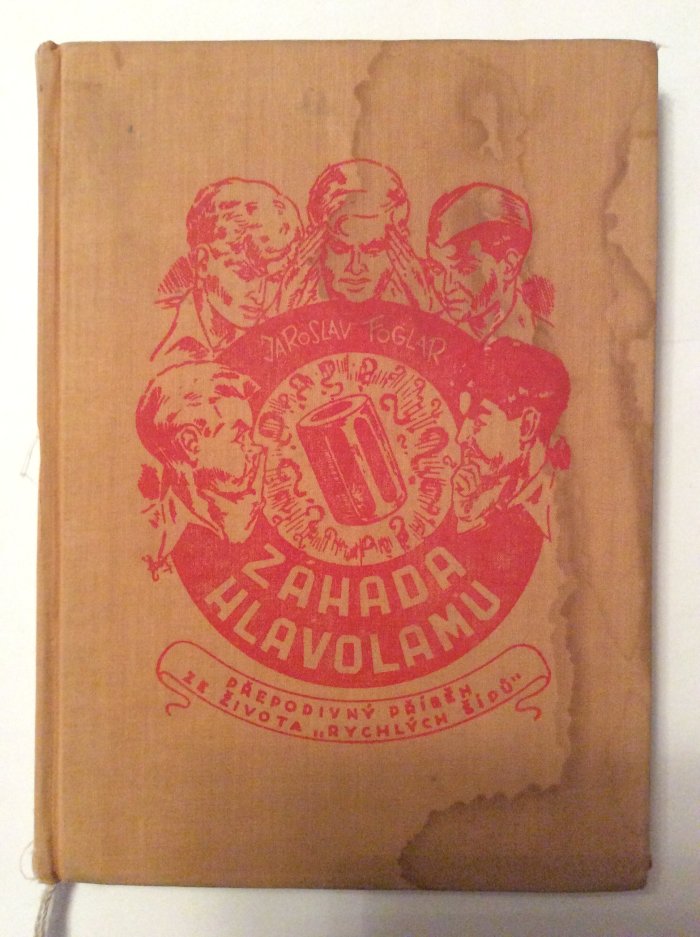 JAROSLAV FOGLAR
ZÁHADA
HLAVOLAMU
PŘEPODIVNÝ PŘÍBĚH
ZE ŽIVOTA „RYCHLÝCH ŠÍPŮ“